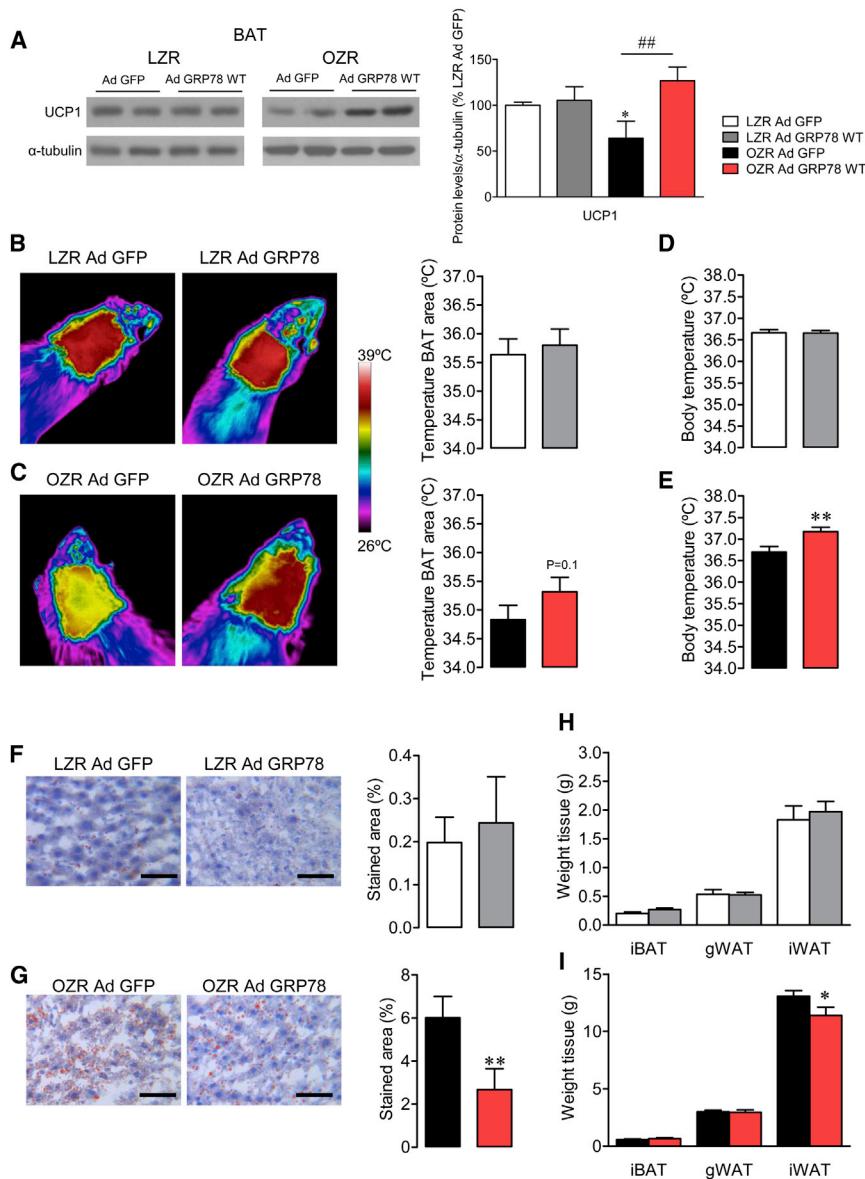 A
BAT
LZR
OZR
Ad GFP
Ad GRP78 WT
Ad GFP
Ad GRP78 WT
UCP1
α-tubulin
Protein levels/α-tubulin (% LZR Ad GFP)
150
100
50
0
*
##
UCP1
LZR Ad GFP
LZR Ad GRP78 WT
OZR Ad GFP
OZR Ad GRP78 WT
B
LZR Ad GFP
LZR Ad GRP78
39ºC
26ºC
Temperature BAT area (ºC)
37.0
36.5
36.0
35.5
35.0
34.5
34.0
D
Body temperature (ºC)
38.0
37.5
37.0
36.5
36.0
34.5
34.0
C
OZR Ad GFP
OZR Ad GRP78
Temperature BAT area (ºC)
37.0
36.5
36.0
35.5
35.0
34.5
34.0
P=0.1
E
Body temperature (ºC)
38.0
37.5
37.0
36.5
36.0
34.5
34.0
**
F
LZR Ad GFP
LZR Ad GRP78
Stained area (%)
0.4
0.3
0.2
0.1
0.0
H
Weight tissue (g)
3.0
2.5
2.0
1.5
1.0
0.5
0.0
iBAT
gWAT
iWAT
G
OZR Ad GFP
OZR Ad GRP78
Stained area (%)
6
4
2
0
**
I
Weight tissue (g)
15
10
5
0
*
iBAT
gWAT
iWAT